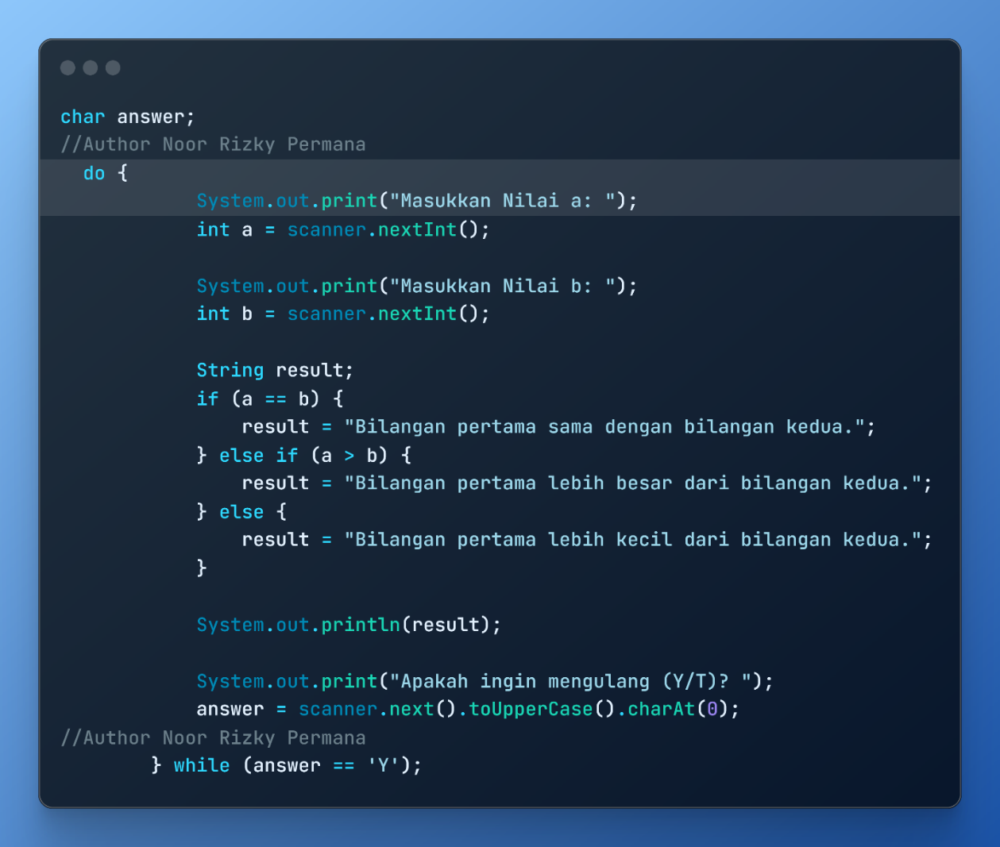 char answer;
//Author Noor Rizky Permana
do {
System.out.print("Masukkan Nilai a: ");
int a = scanner.nextInt();
System.out.print("Masukkan Nilai b: ");
int b = scanner.nextInt();
String result;
if (a == b) {
result = "Bilangan pertama sama dengan bilangan kedua.";
} else if (a > b) {
result = "Bilangan pertama lebih besar dari bilangan kedua.";
} else {
result = "Bilangan pertama lebih kecil dari bilangan kedua.";
}
System.out.println(result);
System.out.print("Apakah ingin mengulang (Y/T)? ");
answer = scanner.next().toUpperCase().charAt(0);
//Author Noor Rizky Permana
} while (answer == 'Y');